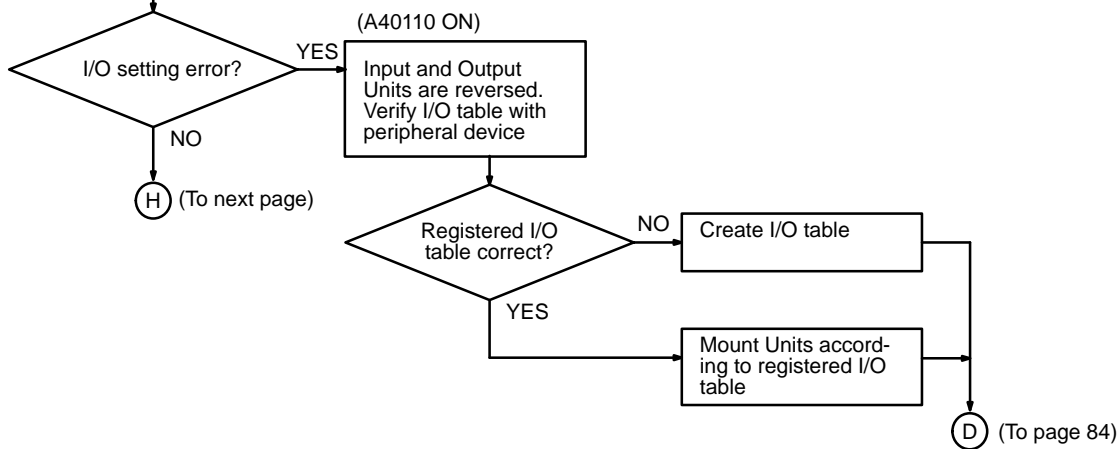 (A40110 ON)
I/O setting error?
YES
Input and Output
Units are reversed.
Verify I/O table with
peripheral device
NO
H (To next page)
Registered I/O
table correct?
NO
Create I/O table
YES
Mount Units accord-
ing to registered I/O
table
D (To page 84)